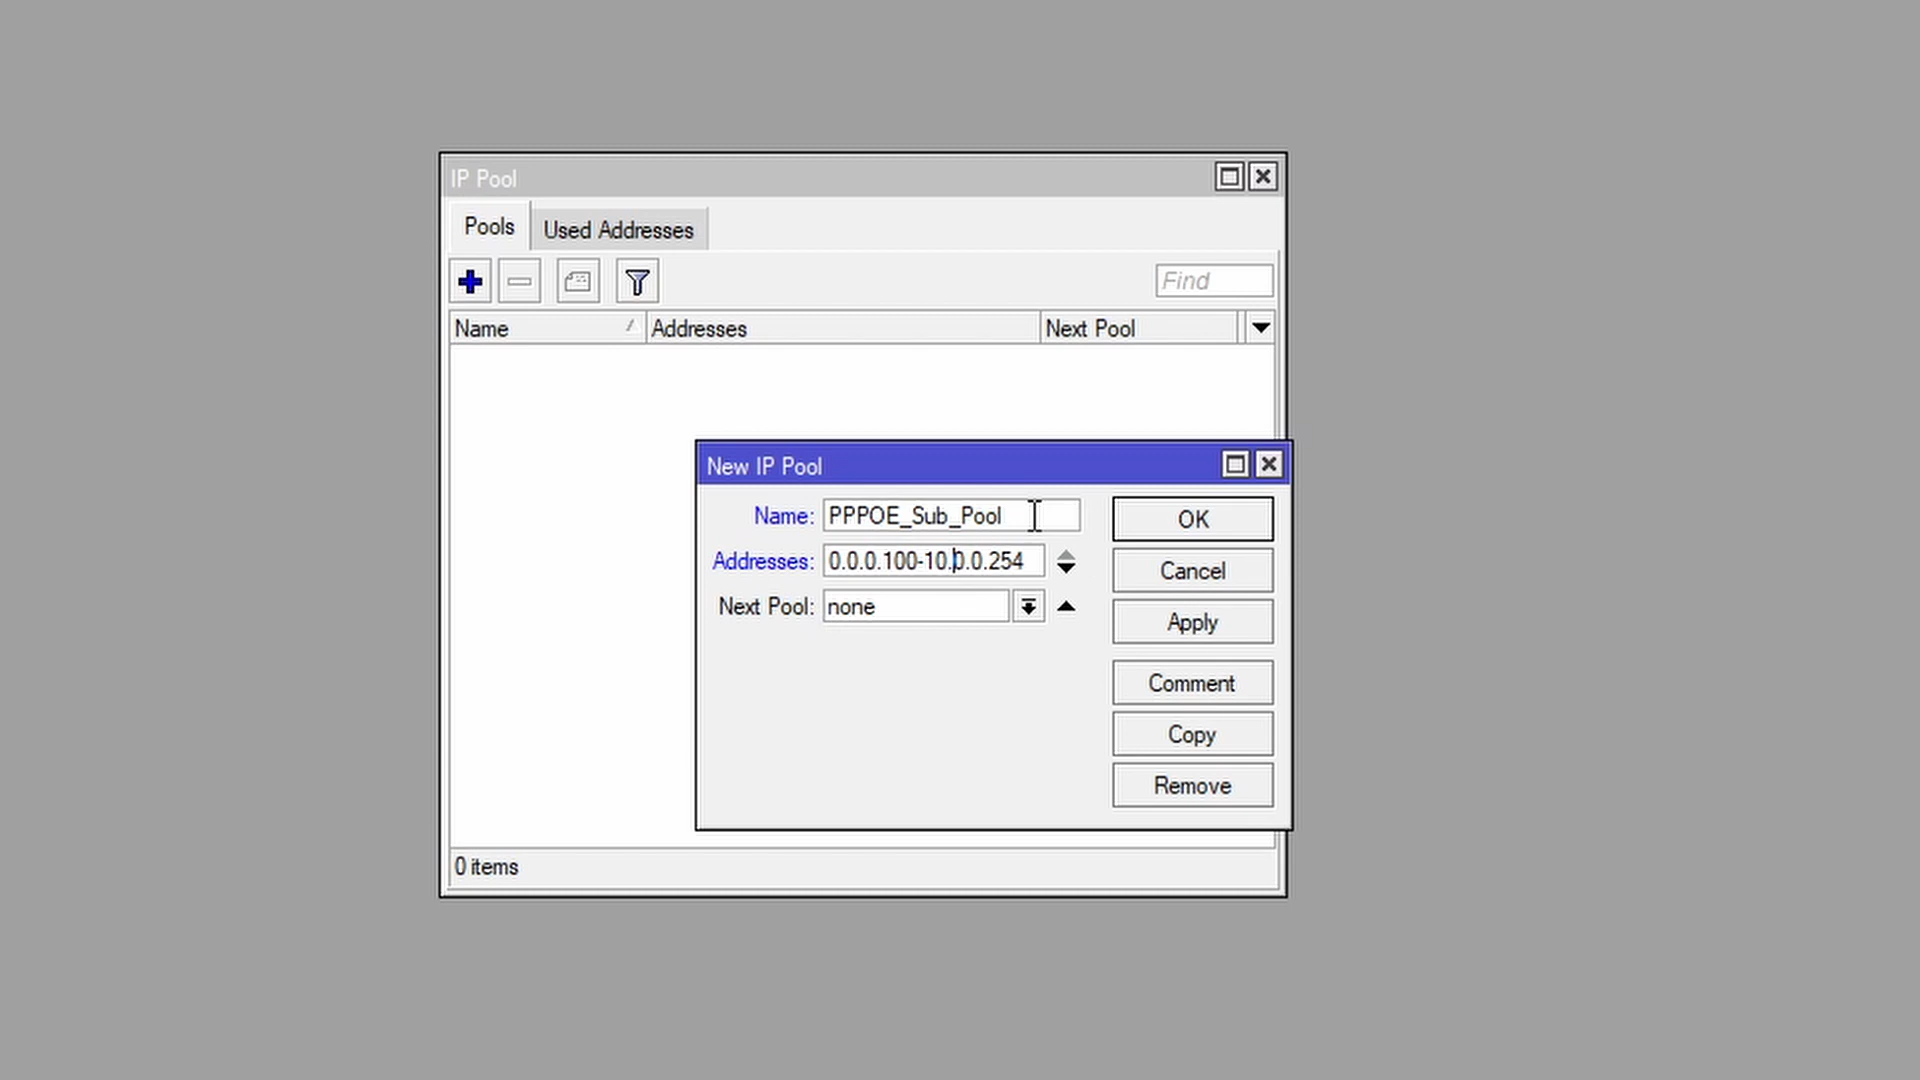 IP Pool
Pools
Used Addresses
Find
Name
Addresses
Next Pool
New IP Pool
Name: PPPOE_Sub_Pool
Addresses: 0.0.0.100-10.0.0.254
Next Pool: none
OK
Cancel
Apply
Comment
Copy
Remove
0 items